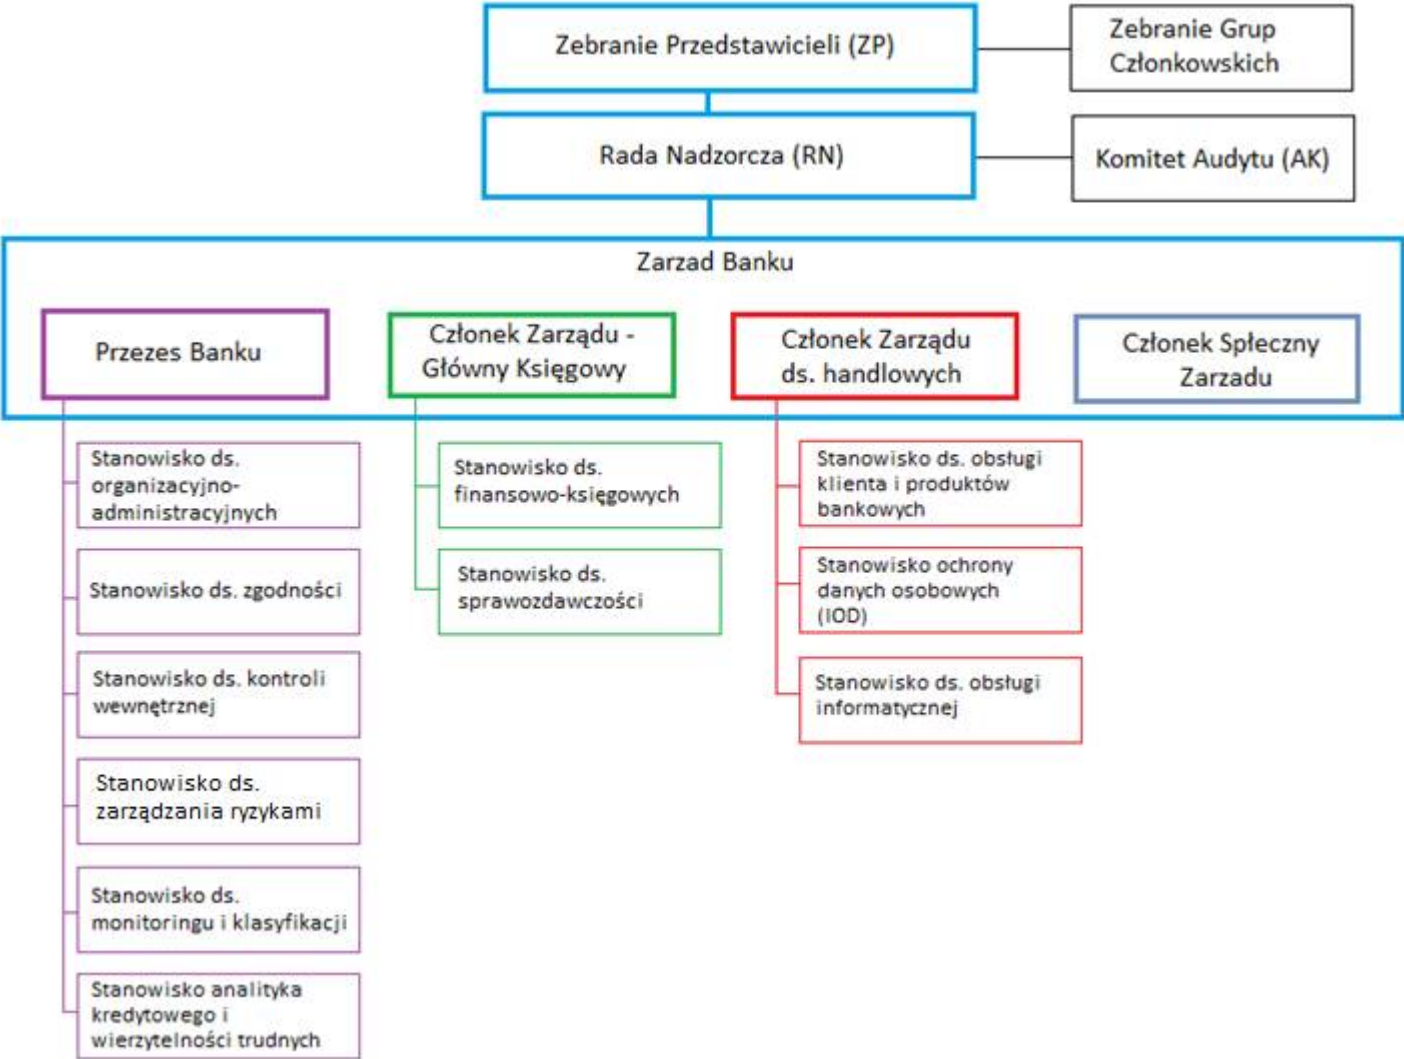 Zebranie Przedstawicieli (ZP)
Zebranie Grup
Członkowskich
Rada Nadzorcza (RN)
Komitet Audytu (AK)
Zarzad Banku
Przezes Banku
Członek Zarządu -
Główny Księgowy
Członek Zarządu
ds. handlowych
Członek Spłeczny
Zarzadu
Stanowisko ds.
organizacyjno-
administracyjnych
Stanowisko ds. zgodności
Stanowisko ds. kontroli
wewnętrznej
Stanowisko ds.
zarządzania ryzykami
Stanowisko ds.
monitoringu i klasyfikacji
Stanowisko analityka
kredytowego i
wierzytelności trudnych
Stanowisko ds.
finansowo-księgowych
Stanowisko ds.
sprawozdawczości
Stanowisko ds. obsługi
klienta i produktów
bankowych
Stanowisko ochrony
danych osobowych
(IOD)
Stanowisko ds. obsługi
informatycznej